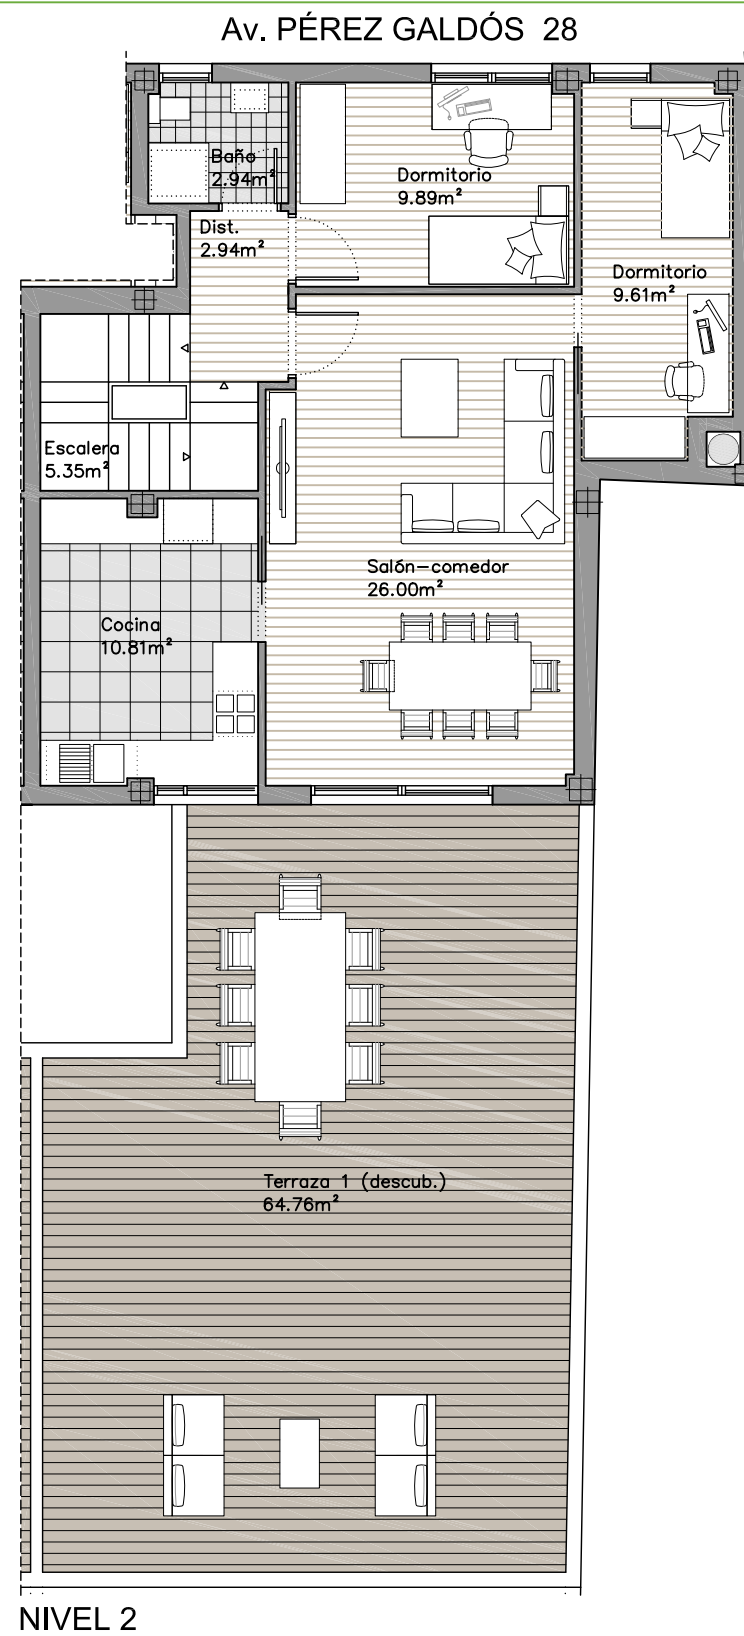 Av. PÉREZ GALDÓS 28
Baño
2.94m²
Dormitorio
9.89m²
Dist.
2.94m²
Dormitorio
9.61m²
Escalera
5.35m²
Salón-comedor
26.00m²
Cocina
10.81m²
Terraza 1 (descub.)
64.76m²
NIVEL 2